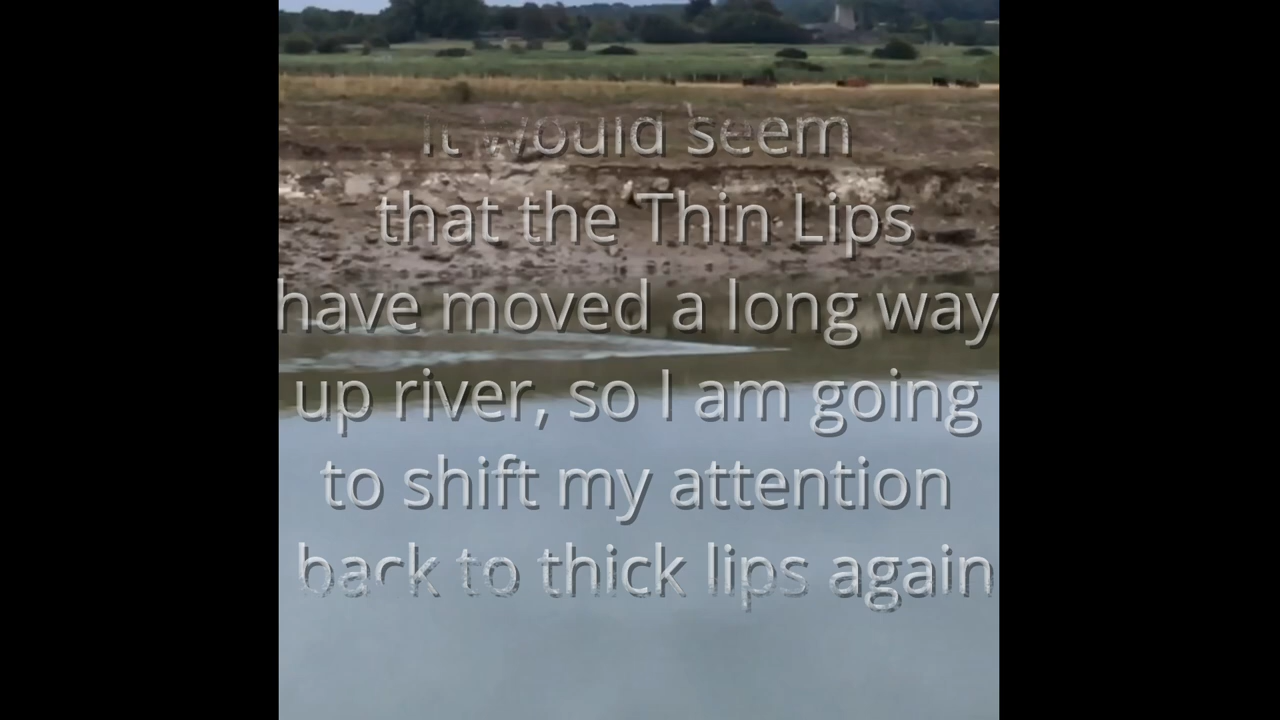 It would seem
that the Thin Lips
have moved a long way
up river, so I am going
to shift my attention
back to thick lips again